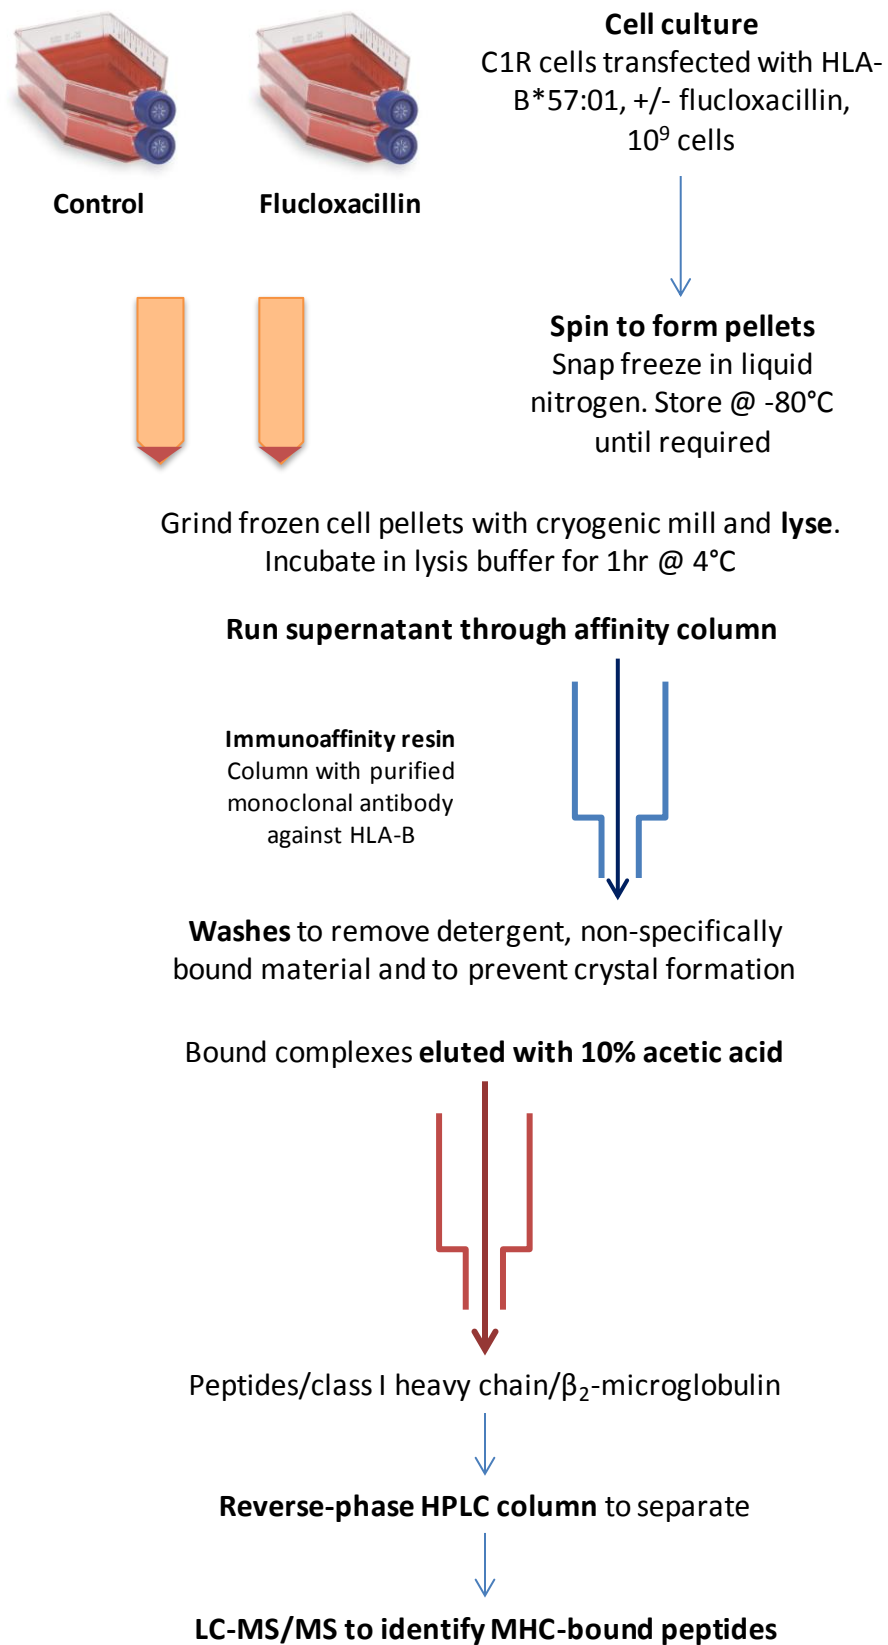 Cell culture
C1R cells transfected with HLA-
B*57:01, +/- flucloxacillin,
10⁹ cells
Control
Flucloxacillin
Spin to form pellets
Snap freeze in liquid
nitrogen. Store @ -80°C
until required
Grind frozen cell pellets with cryogenic mill and lyse.
Incubate in lysis buffer for 1hr @ 4°C
Run supernatant through affinity column
Immunoaffinity resin
Column with purified
monoclonal antibody
against HLA-B
Washes to remove detergent, non-specifically
bound material and to prevent crystal formation
Bound complexes eluted with 10% acetic acid
Peptides/class I heavy chain/β₂-microglobulin
Reverse-phase HPLC column to separate
LC-MS/MS to identify MHC-bound peptides